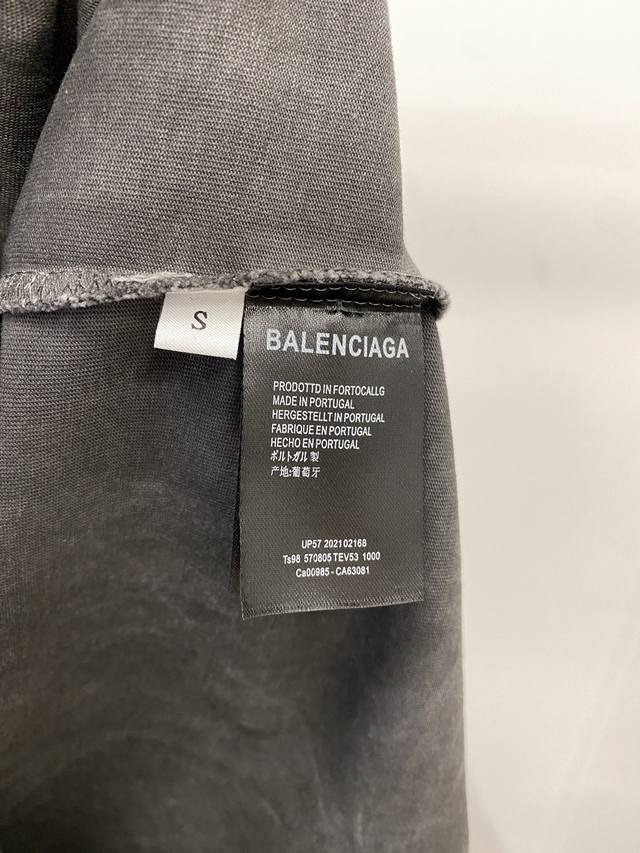 S
BALENCIAGA
PRODOTTD IN FORTOCALLG
MADE IN PORTUGAL
HERGESTELLT IN PORTUGAL
FABRIQUE EN PORTUGAL
HECHO EN PORTUGAL
ポルトガル 製
产地:葡萄牙
UP57 202102168
Ts98 570805 TEV53 1000
Ca00985 - CA63081